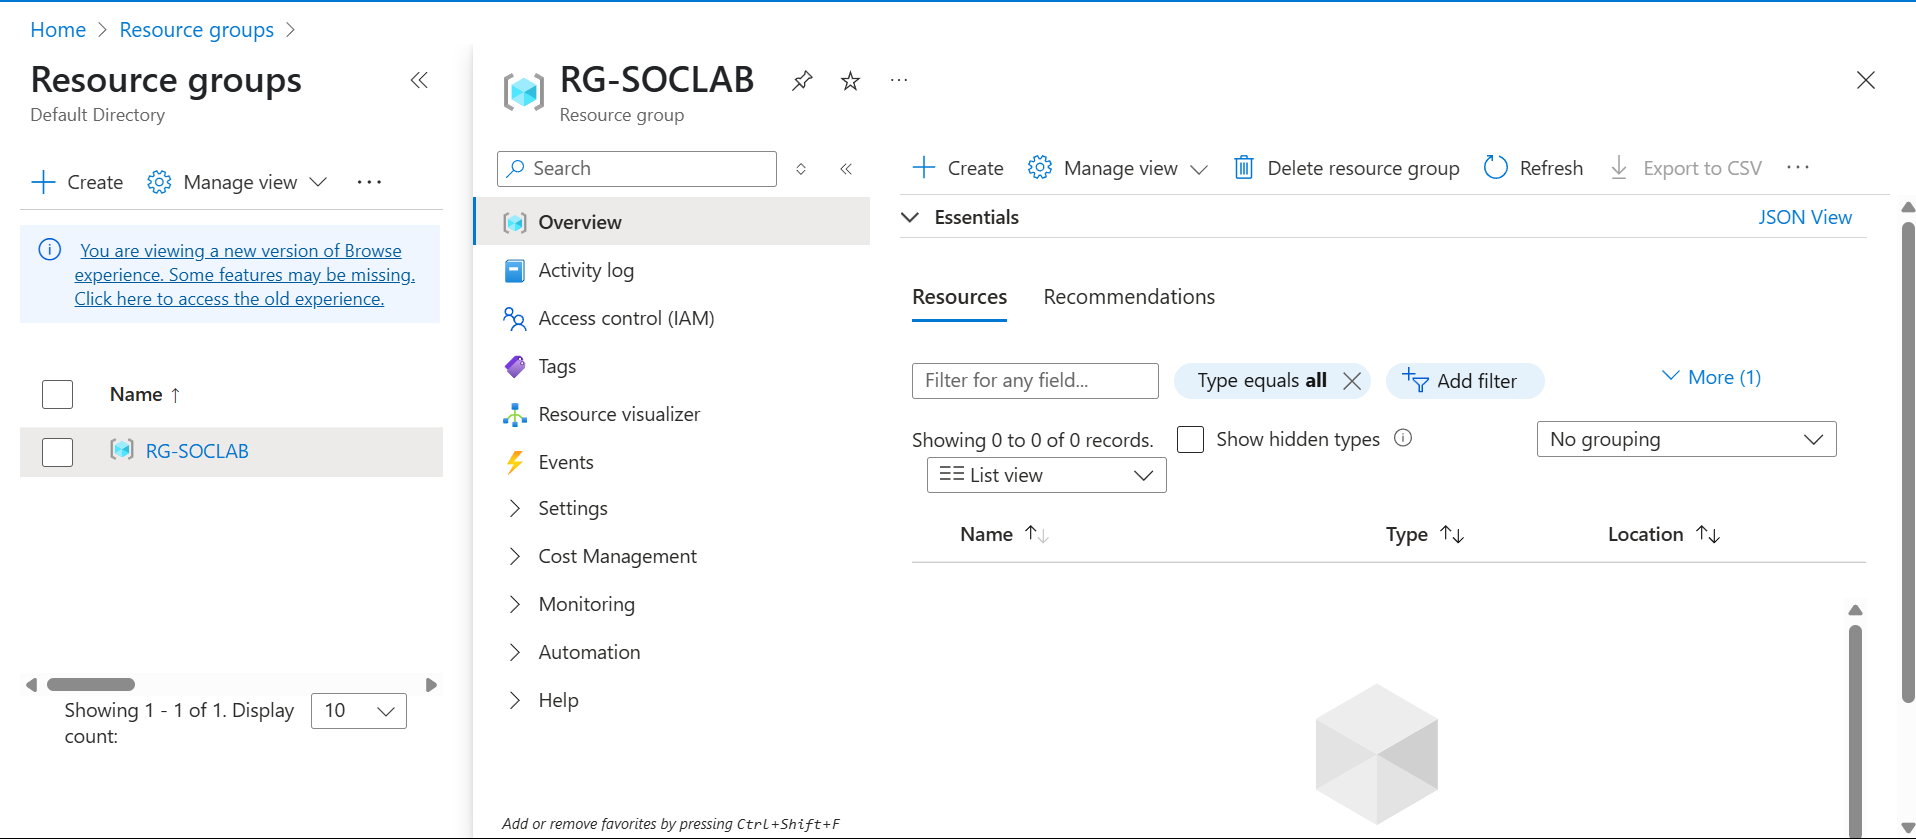 Home > Resource groups >
Resource groups
Default Directory
Create
Manage view
You are viewing a new version of Browse
experience. Some features may be missing.
Click here to access the old experience.
Name ↑
RG-SOCLAB
Showing 1 - 1 of 1. Display
count:
10
RG-SOCLAB
Resource group
Search
Overview
Activity log
Access control (IAM)
Tags
Resource visualizer
Events
Settings
Cost Management
Monitoring
Automation
Help
Add or remove favorites by pressing Ctrl+Shift+F
Create
Manage view
Delete resource group
Refresh
Export to CSV
Essentials
JSON View
Resources
Recommendations
Filter for any field...
Type equals all
Add filter
More (1)
Showing 0 to 0 of 0 records.
Show hidden types
No grouping
List view
Name ↑↓
Type ↑↓
Location ↑↓